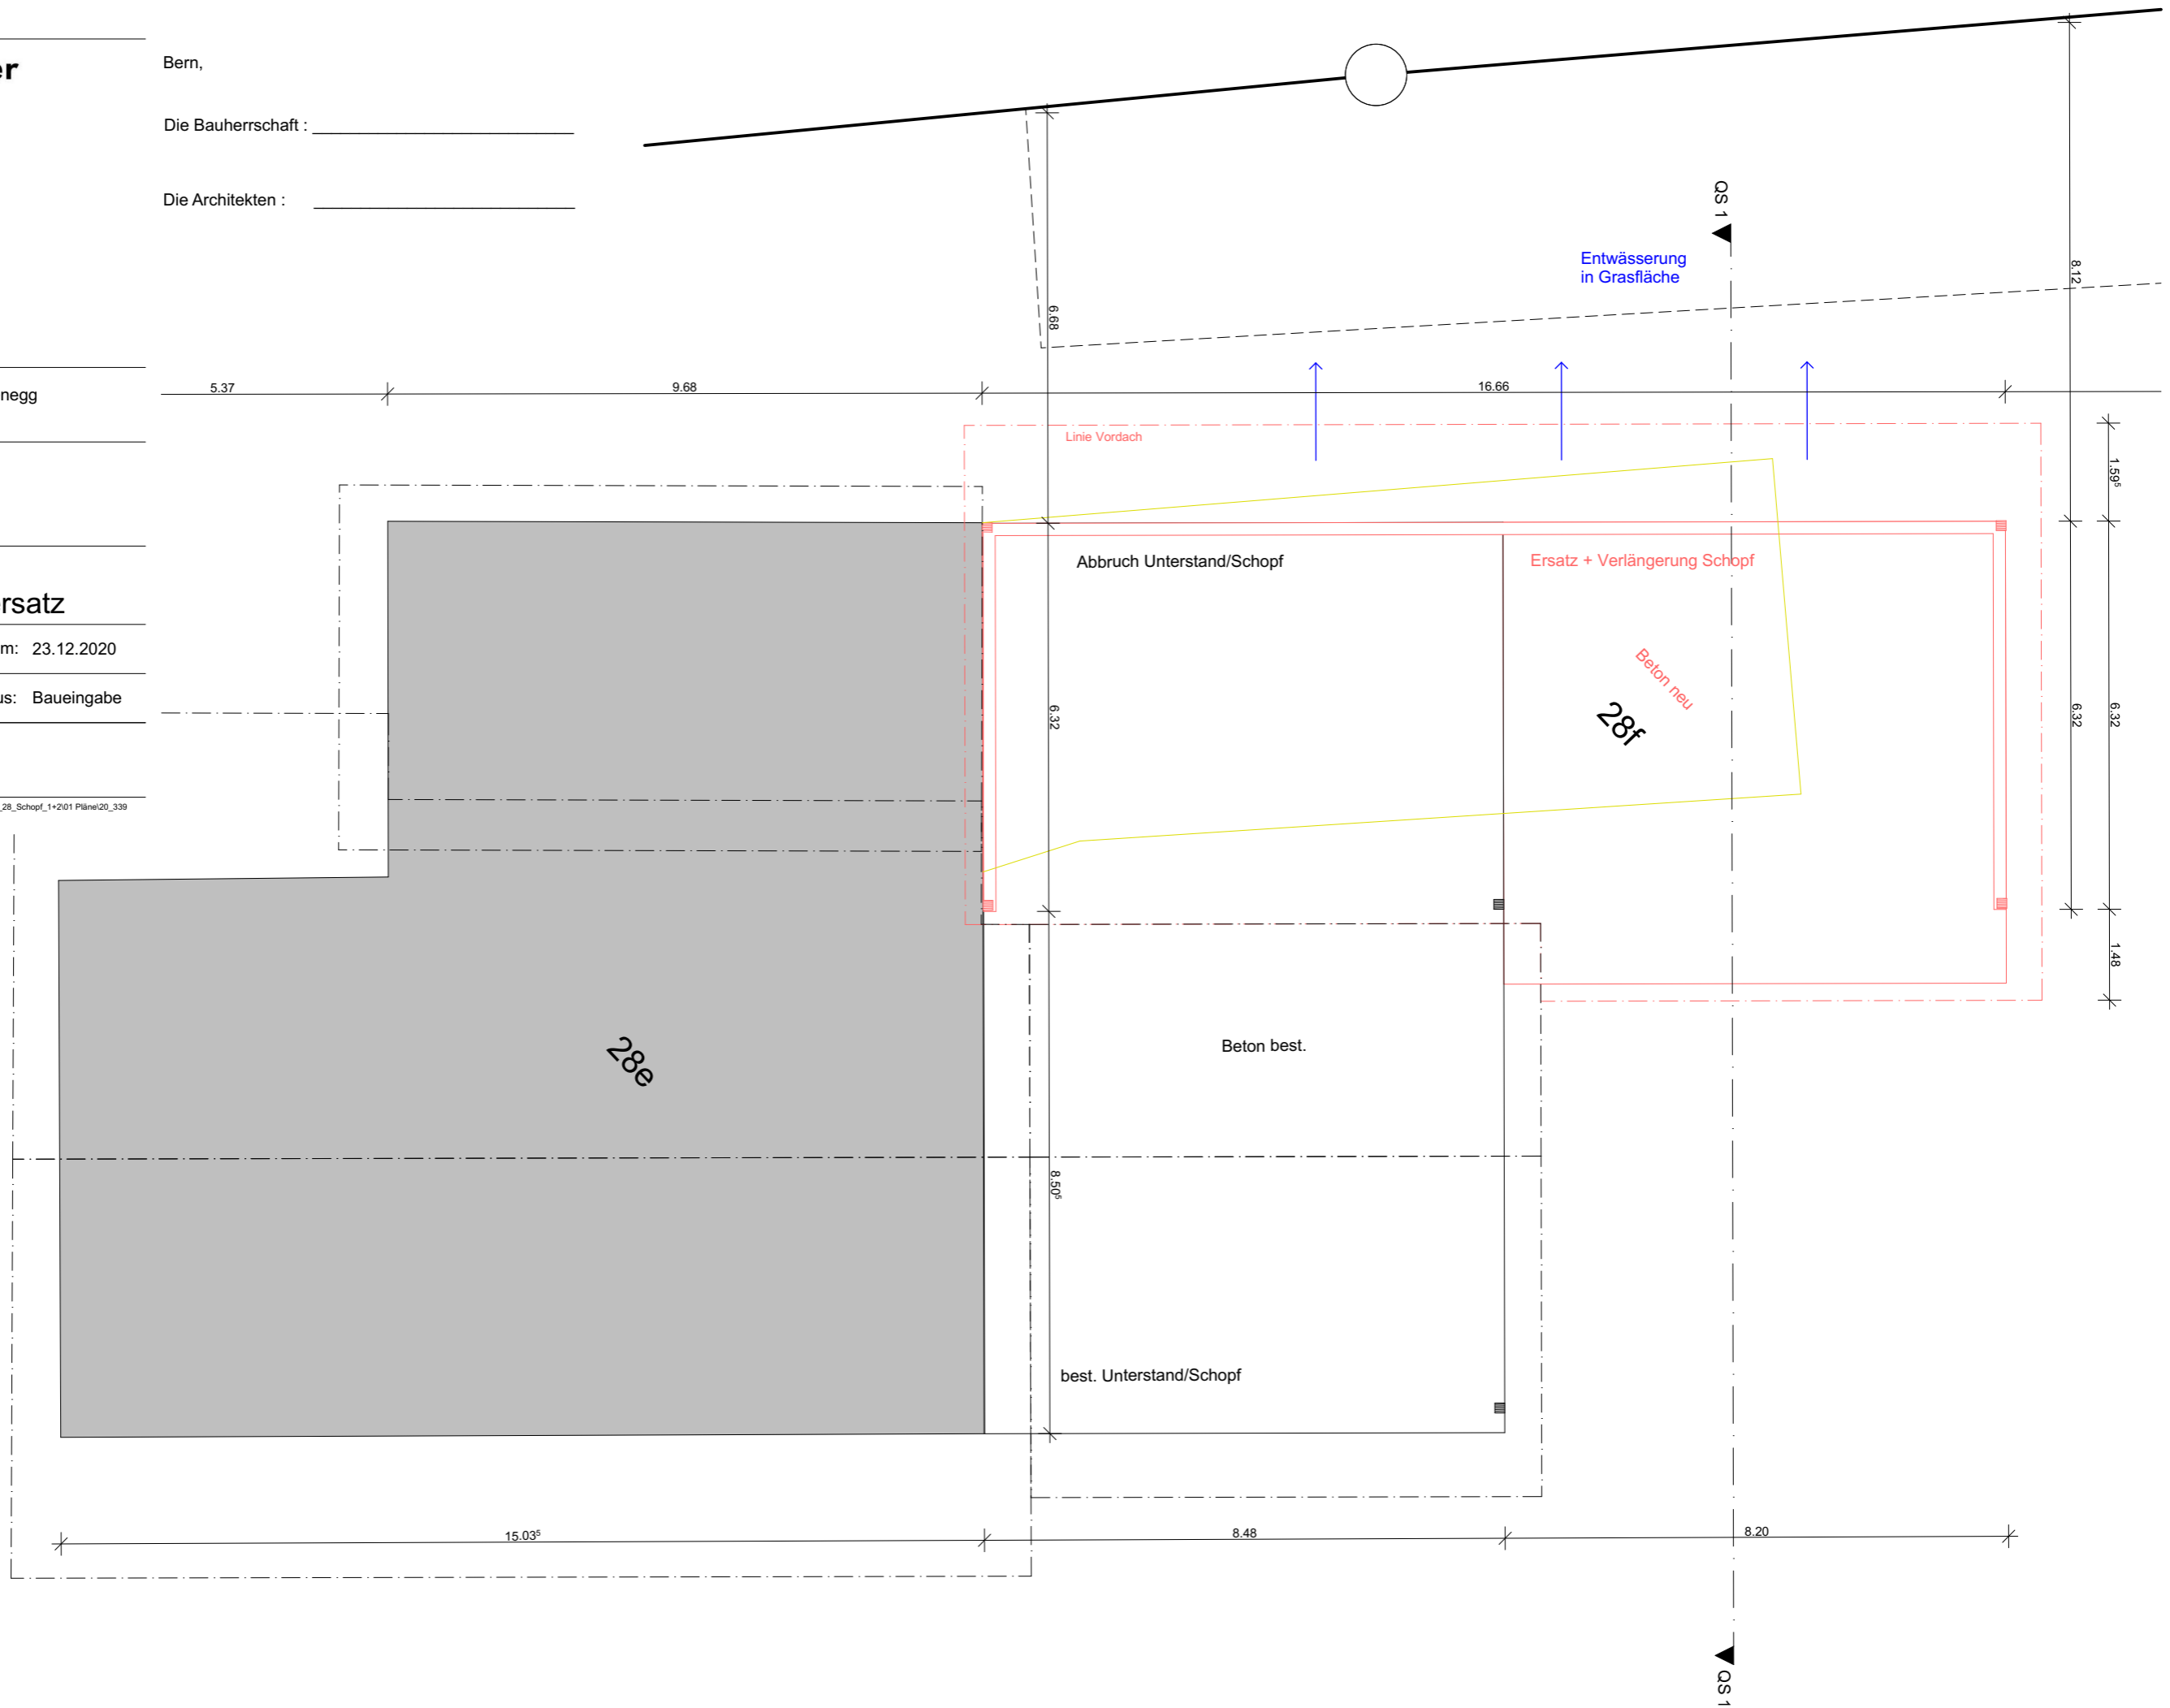 er
Bern,
Die Bauherrschaft :
Die Architekten :
negg
rsatz
m: 23.12.2020
us: Baueingabe
_28_Schopf_1+2\01 Pläne\20_339
QS 1
Entwässerung
in Grasfläche
8.12
6.68
5.37
9.68
16.66
Linie Vordach
1.59⁵
Abbruch Unterstand/Schopf
Ersatz + Verlängerung Schopf
Beton neu
28f
6.32
6.32
6.32
1.48
28e
Beton best.
8.50⁵
best. Unterstand/Schopf
15.03⁵
8.48
8.20
QS 1